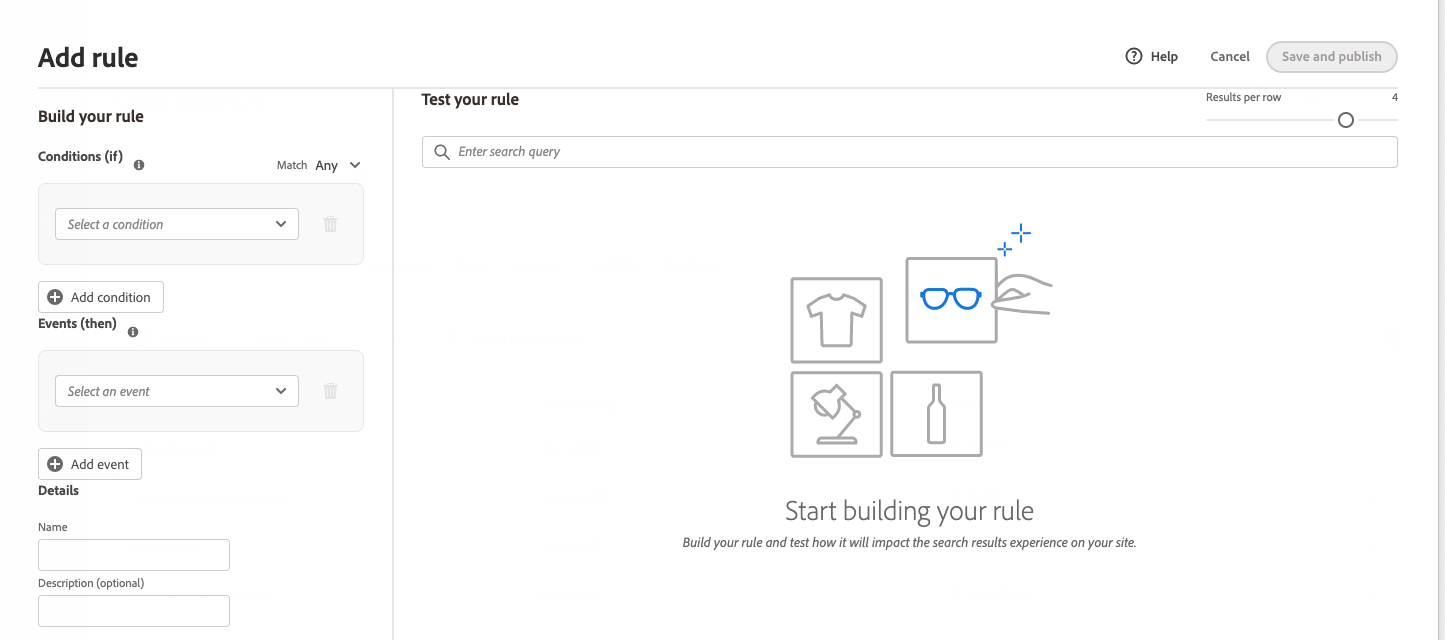 Add rule
Help
Cancel
Save and publish
Build your rule
Conditions (if)
Match Any
Select a condition
Add condition
Events (then)
Select an event
Add event
Details
Name
Description (optional)
Test your rule
Results per row
4
Enter search query
Start building your rule
Build your rule and test how it will impact the search results experience on your site.